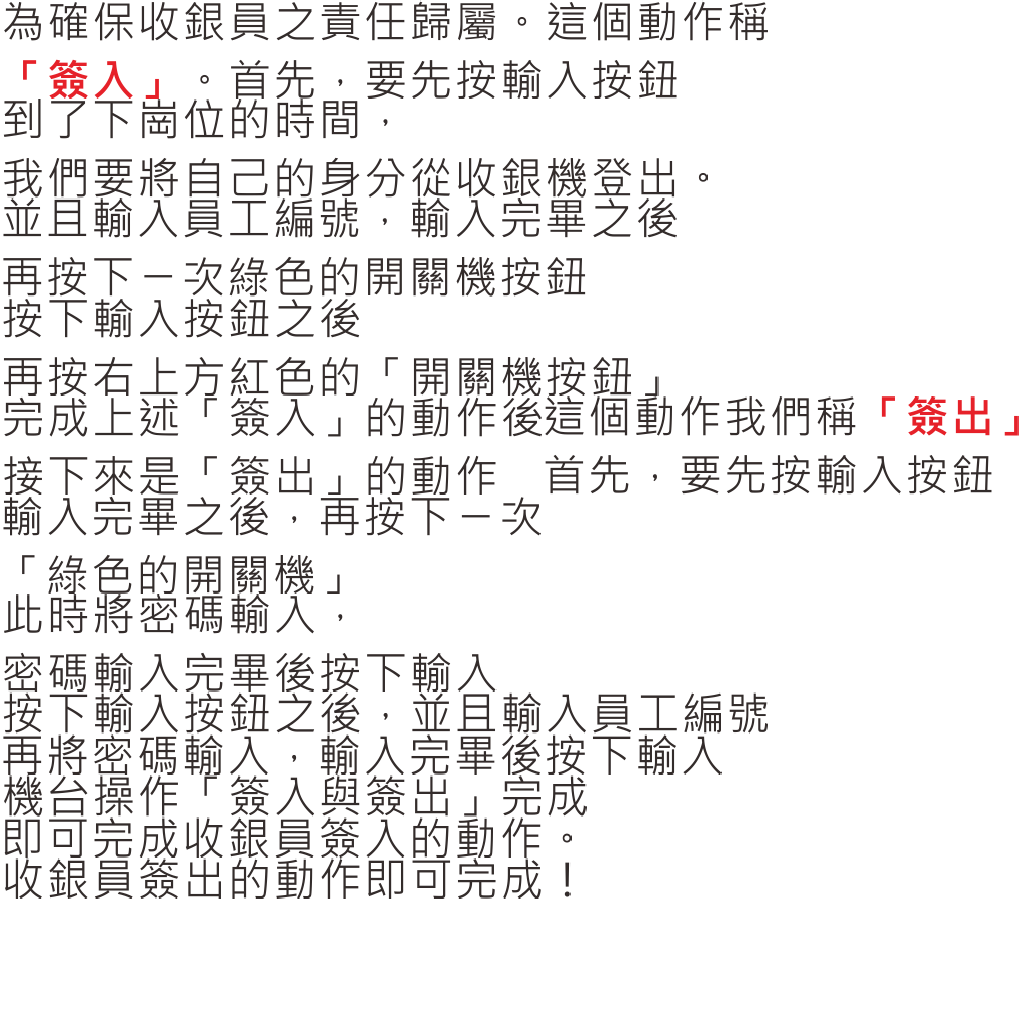 為確保收銀員之責任歸屬。這個動作稱
「簽入」。首先，要先按輸入按鈕
到了下崗位的時間，
我們要將自己的身分從收銀機登出。
並且輸入員工編號，輸入完畢之後
再按下一次綠色的開關機按鈕
按下輸入按鈕之後
再按右上方紅色的「開關機按鈕」
完成上述「簽入」的動作後這個動作我們稱「簽出」
接下來是「簽出」的動作　首先，要先按輸入按鈕
輸入完畢之後，再按下一次
「綠色的開關機」
此時將密碼輸入，
密碼輸入完畢後按下輸入
按下輸入按鈕之後，並且輸入員工編號
再將密碼輸入，輸入完畢後按下輸入
機台操作「簽入與簽出」完成
即可完成收銀員簽入的動作。
收銀員簽出的動作即可完成！